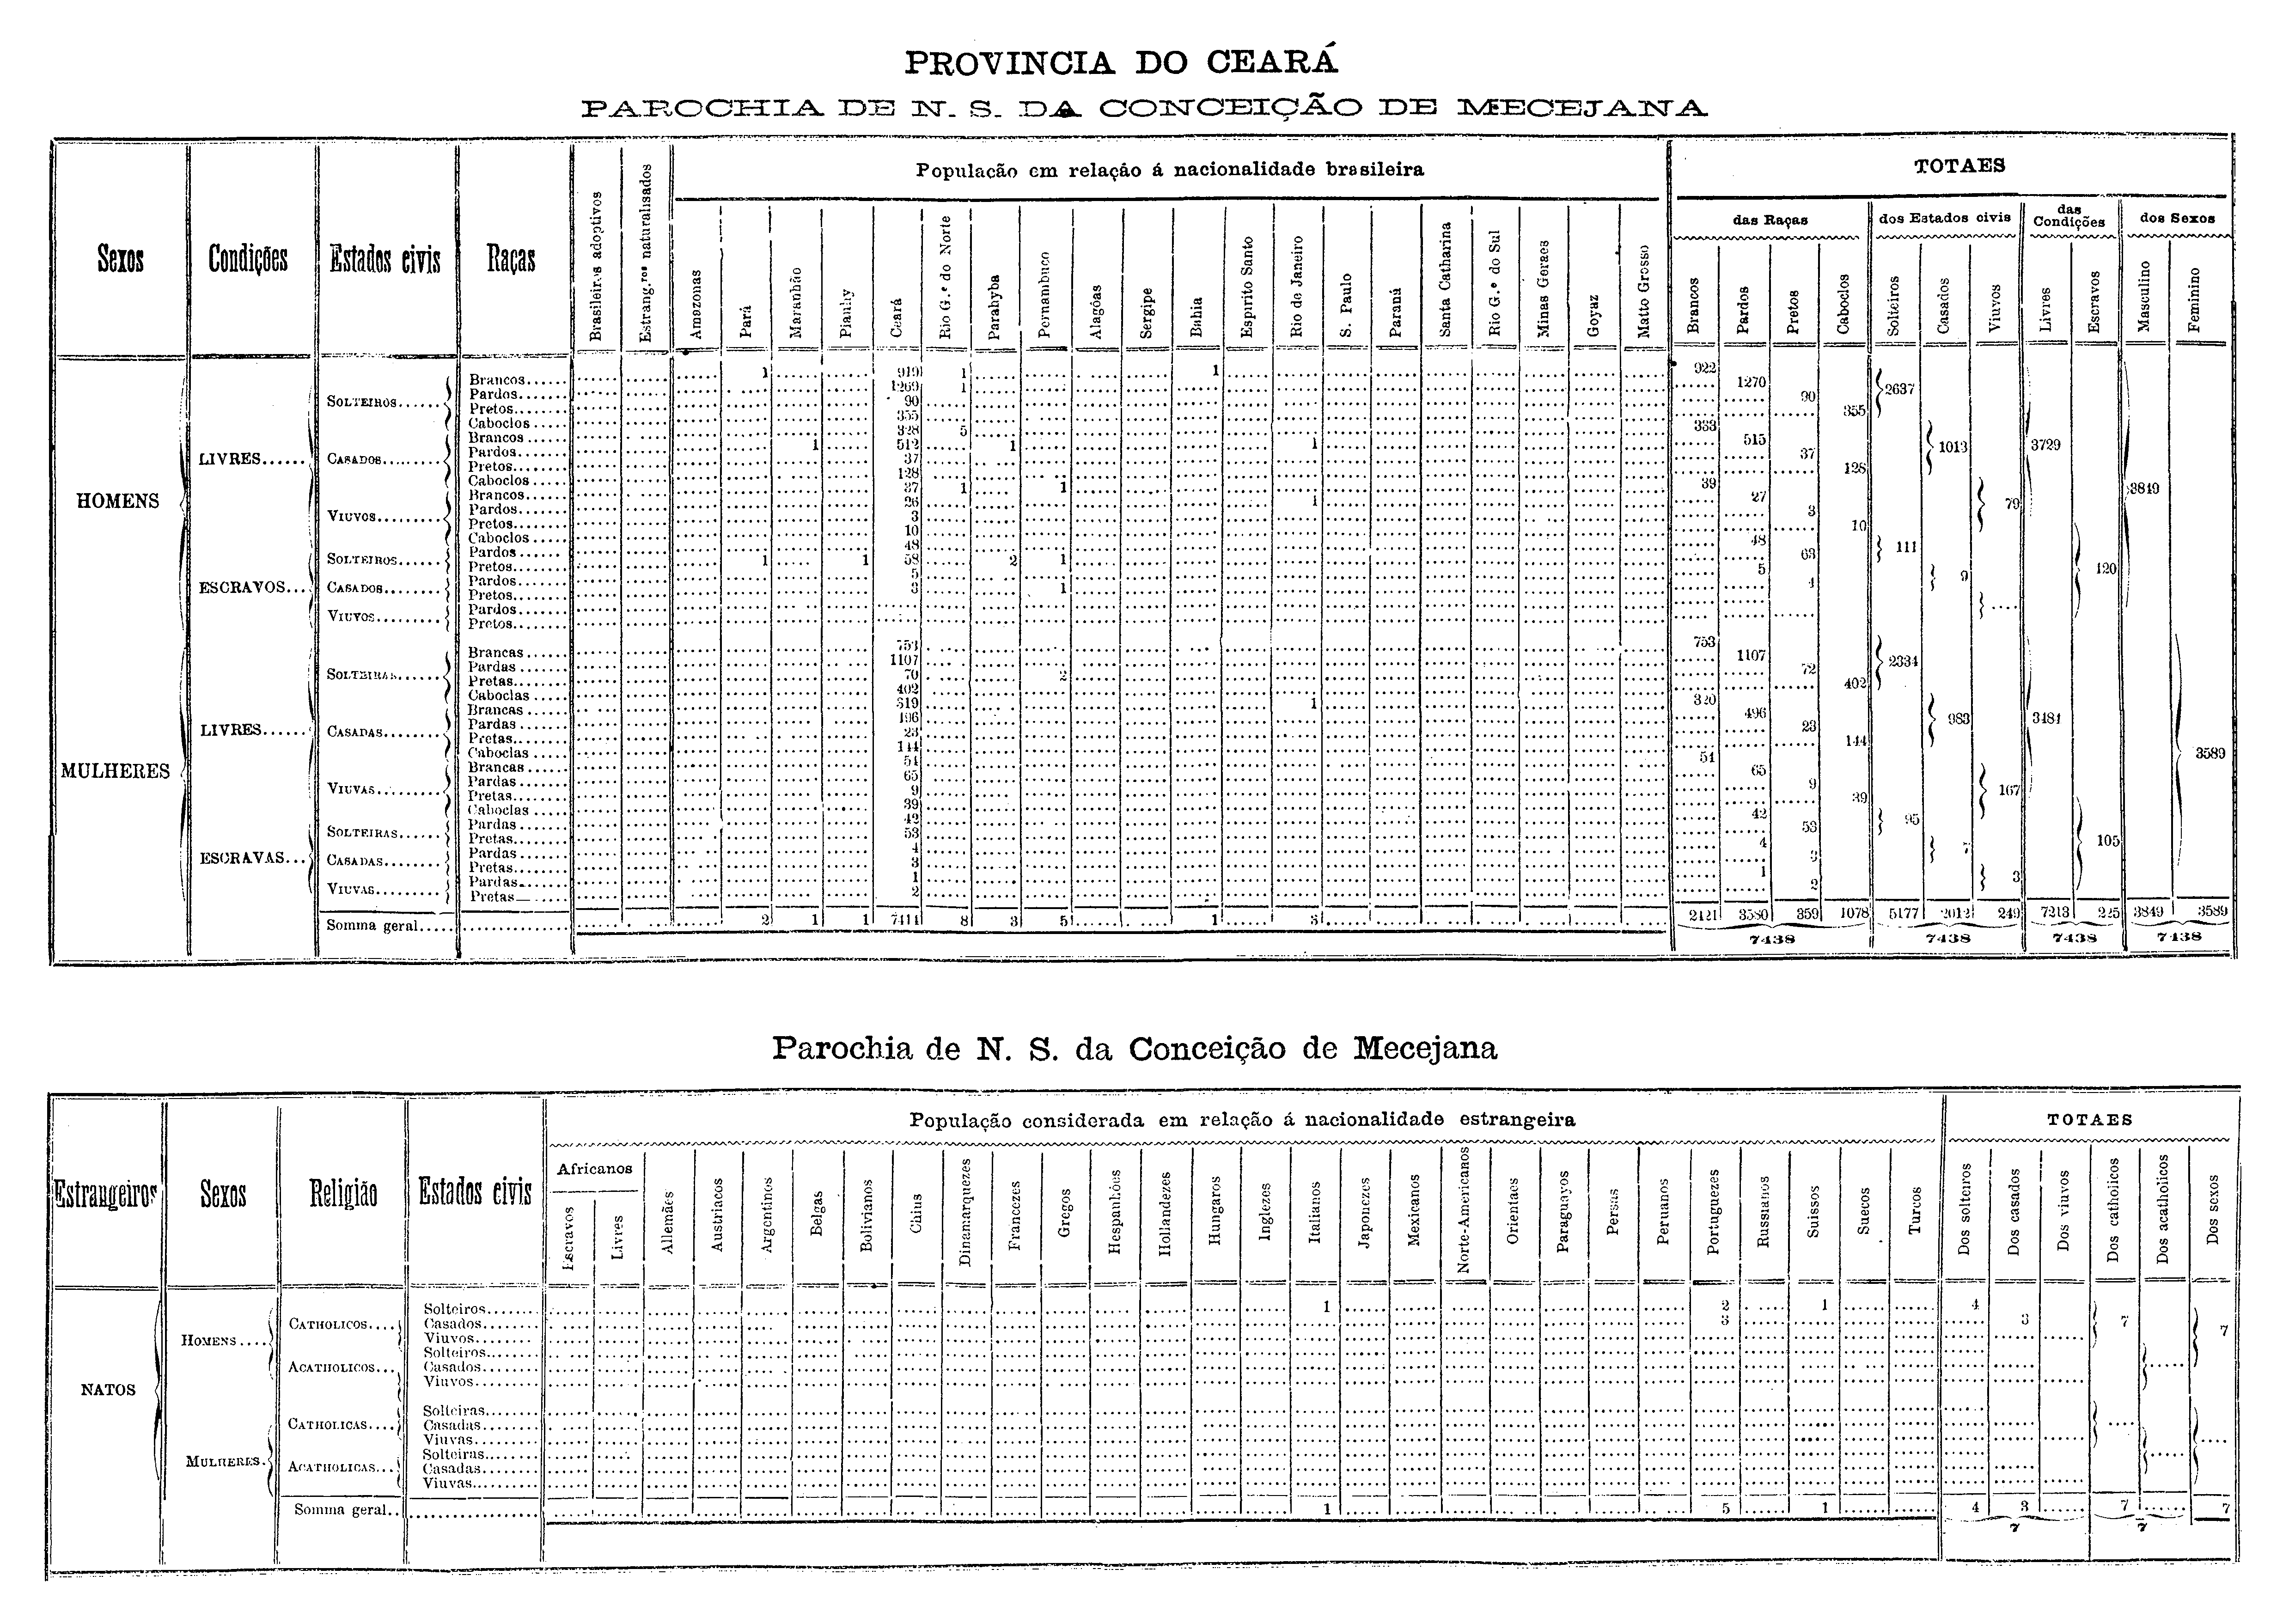 PROVINCIA DO CEARÁ
PAROCHIA DE N. S. DA CONCEIÇÃO DE MECEJANA
Sexos Condições Estados civis Raças Brasileiros adoptivos Estrang.ros naturalisados População em relação á nacionalidade brasileira TOTAES
das Raças dos Estados civis das Condições dos Sexos
Amazonas Pará Maranhão Piauhy Ceará Rio G.e do Norte Parahyba Pernambuco Alagôas Sergipe Bahia Espirito Santo Rio de Janeiro S. Paulo Paraná Santa Catharina Rio G.e do Sul Minas Geraes Goyaz Matto Grosso Brancos Pardos Pretos Caboclos Solteiros Casados Viuvos Livres Escravos Masculino Feminino
HOMENS 3849
LIVRES 3729
SOLTEIROS 2637
Brancos 1 919 1 1 922
Pardos 1269 1 1270
Pretos 90 90
Caboclos 355 355
CASADOS 1013
Brancos 328 5 333
Pardos 1 512 1 1 515
Pretos 37 37
Caboclos 128 128
VIUVOS 79
Brancos 37 1 1 39
Pardos 26 1 27
Pretos 3 3
Caboclos 10 10
ESCRAVOS 120
SOLTEIROS 111
Pardos 48 48
Pretos 1 1 58 2 1 63
CASADOS 9
Pardos 5 5
Pretos 3 1 4
VIUVOS
Pardos
Pretos
MULHERES 3589
LIVRES 3484
SOLTEIRAS 2334
Brancas 753 753
Pardas 1107 1107
Pretas 70 2 72
Caboclas 402 402
CASADAS 983
Brancas 319 1 320
Pardas 496 496
Pretas 23 23
Caboclas 144 144
VIUVAS 167
Brancas 54 54
Pardas 65 65
Pretas 9 9
Caboclas 39 39
ESCRAVAS 105
SOLTEIRAS 95
Pardas 42 42
Pretas 53 53
CASADAS 7
Pardas 4 4
Pretas 3 3
VIUVAS 3
Pardas 1 1
Pretas 2 2
Somma geral 2 1 1 7414 8 3 5 1 3 2121 3580 359 1078 5177 2012 249 7213 225 3849 3589
7438 7438 7438 7438
Parochia de N. S. da Conceição de Mecejana
Estrangeiros Sexos Religião Estados civis População considerada em relação á nacionalidade estrangeira TOTAES
Africanos
Escravos Livres Allemães Austriacos Argentinos Belgas Bolivianos Chins Dinamarquezes Francezes Gregos Hespanhóes Hollandezes Hungaros Inglezes Italianos Japonezes Mexicanos Norte-Americanos Orientaes Paraguayos Persas Peruanos Portuguezes Russianos Suissos Suecos Turcos Dos solteiros Dos casados Dos viuvos Dos catholicos Dos acatholicos Dos sexos
NATOS
HOMENS 7
CATHOLICOS 7
Solteiros 1 2 1 4
Casados 3 3
Viuvos
ACATHOLICOS
Solteiros
Casados
Viuvos
MULHERES
CATHOLICAS
Solteiras
Casadas
Viuvas
ACATHOLICAS
Solteiras
Casadas
Viuvas
Somma geral 1 5 1 4 3 7 7
7 7